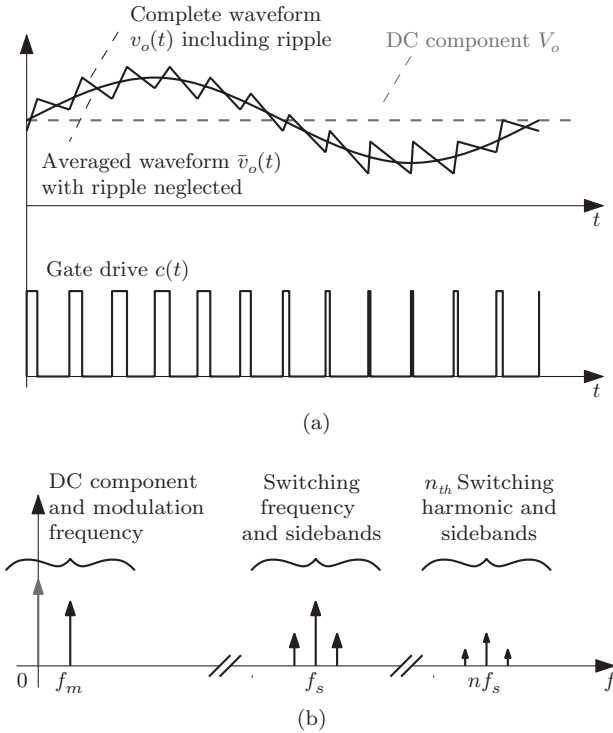 Complete waveform
v_o(t) including ripple
DC component V_o
Averaged waveform v̄_o(t)
with ripple neglected
t
Gate drive c(t)
t
(a)
DC component
and modulation
frequency
Switching
frequency
and sidebands
n_th Switching
harmonic and
sidebands
0
f_m
f_s
nf_s
f
(b)